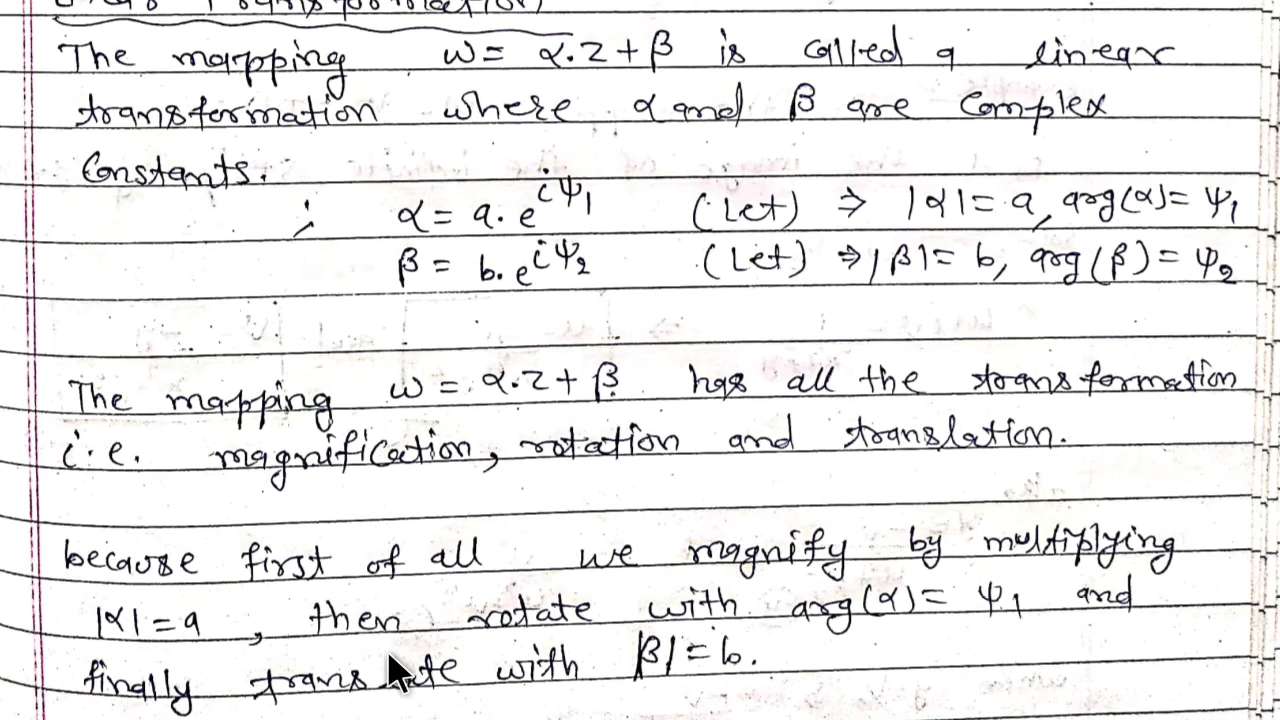 The mapping w = α.z + β is called a linear
transformation where α and β are complex
Constants.
∴ α = a. e^{iψ₁} (Let) ⇒ |α| = a, arg(α) = ψ₁
β = b. e^{iψ₂} (Let) ⇒ |β| = b, arg(β) = ψ₂
The mapping w = α.z + β has all the transformation
i.e. magnification, rotation and translation.
because first of all we magnify by multiplying
|α| = a, then rotate with arg(α) = ψ₁ and
finally translate with |β| = b.